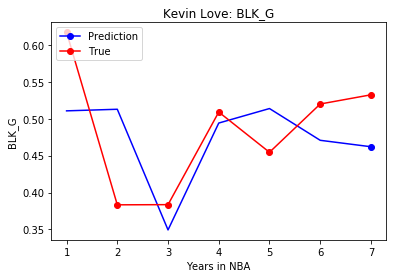 Kevin Love: BLK_G
Prediction
True
0.60
0.55
0.50
0.45
0.40
0.35
BLK_G
1 2 3 4 5 6 7
Years in NBA